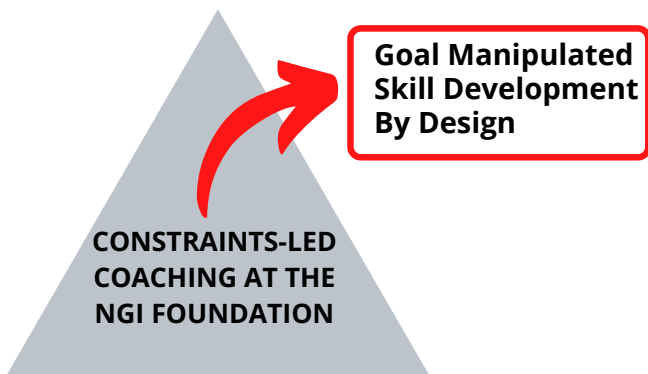 Goal Manipulated
Skill Development
By Design
CONSTRAINTS-LED
COACHING AT THE
NGI FOUNDATION